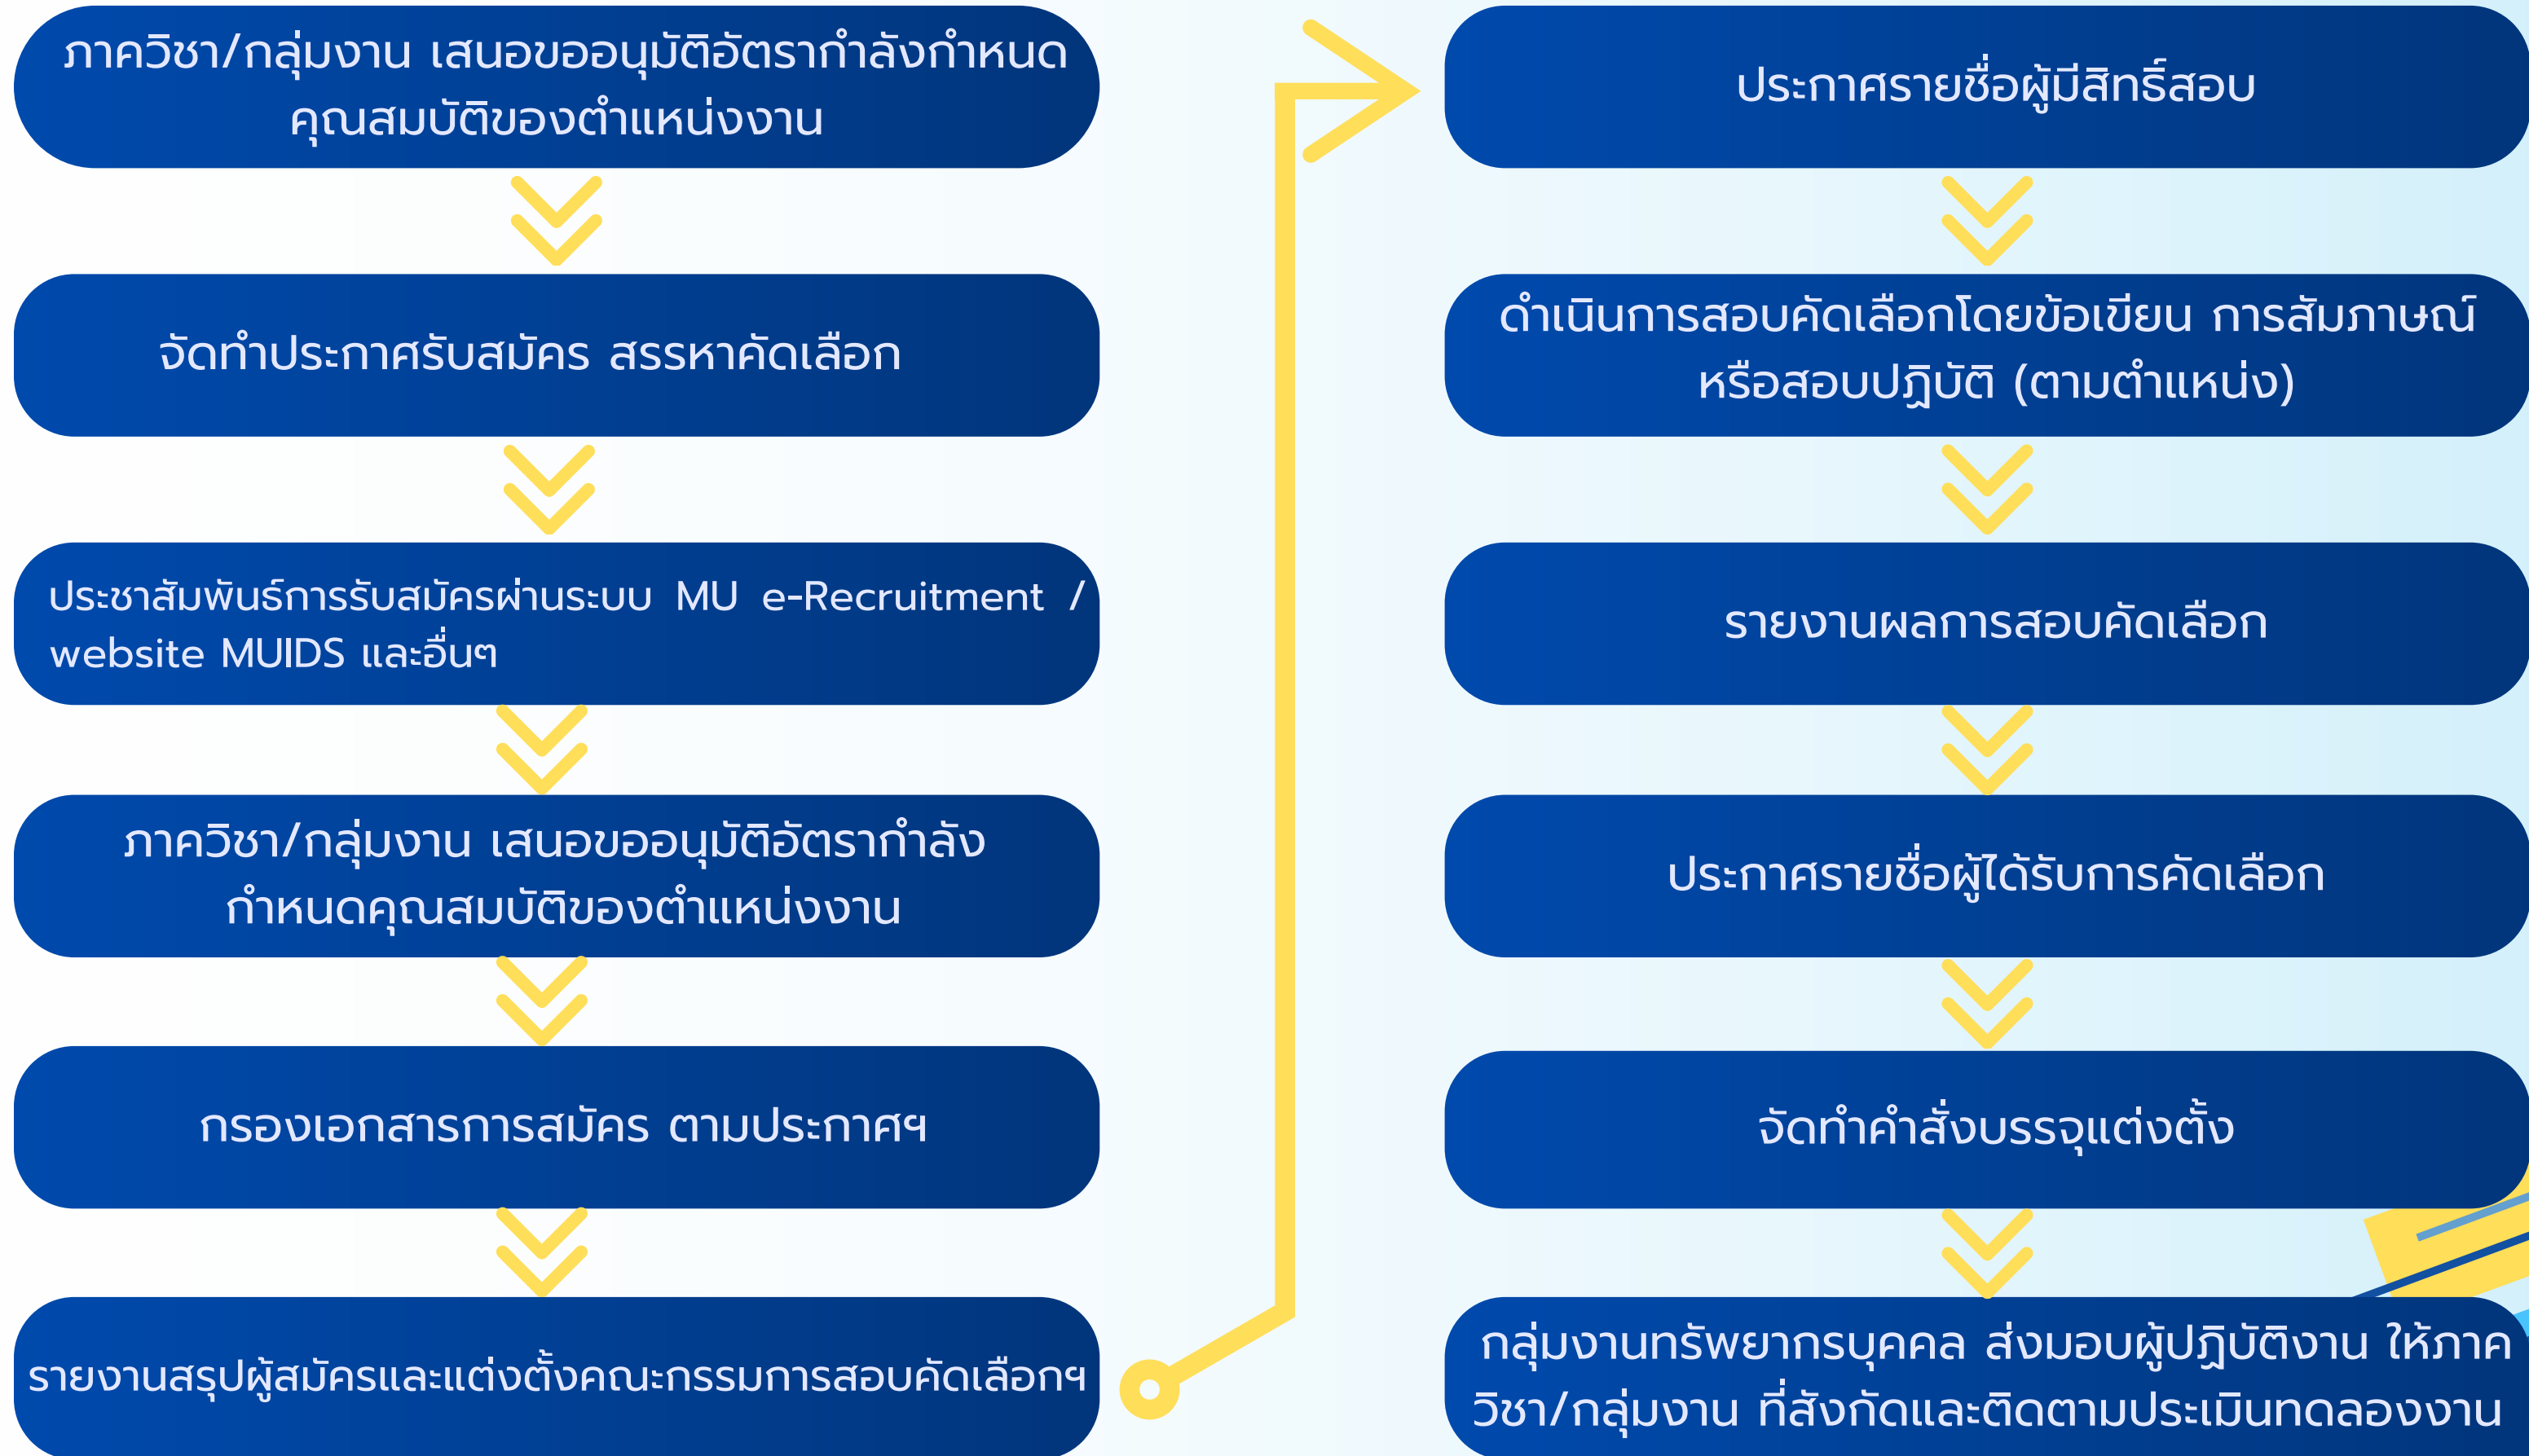 ภาควิชา/กลุ่มงาน เสนอขออนุมัติอัตรากำลังกำหนด
คุณสมบัติของตำแหน่งงาน
จัดทำประกาศรับสมัคร สรรหาคัดเลือก
ประชาสัมพันธ์การรับสมัครผ่านระบบ MU e-Recruitment /
website MUIDS และอื่นๆ
ภาควิชา/กลุ่มงาน เสนอขออนุมัติอัตรากำลัง
กำหนดคุณสมบัติของตำแหน่งงาน
กรองเอกสารการสมัคร ตามประกาศฯ
รายงานสรุปผู้สมัครและแต่งตั้งคณะกรรมการสอบคัดเลือกฯ
ประกาศรายชื่อผู้มีสิทธิ์สอบ
ดำเนินการสอบคัดเลือกโดยข้อเขียน การสัมภาษณ์
หรือสอบปฏิบัติ (ตามตำแหน่ง)
รายงานผลการสอบคัดเลือก
ประกาศรายชื่อผู้ได้รับการคัดเลือก
จัดทำคำสั่งบรรจุแต่งตั้ง
กลุ่มงานทรัพยากรบุคคล ส่งมอบผู้ปฏิบัติงาน ให้ภาค
วิชา/กลุ่มงาน ที่สังกัดและติดตามประเมินทดลองงาน